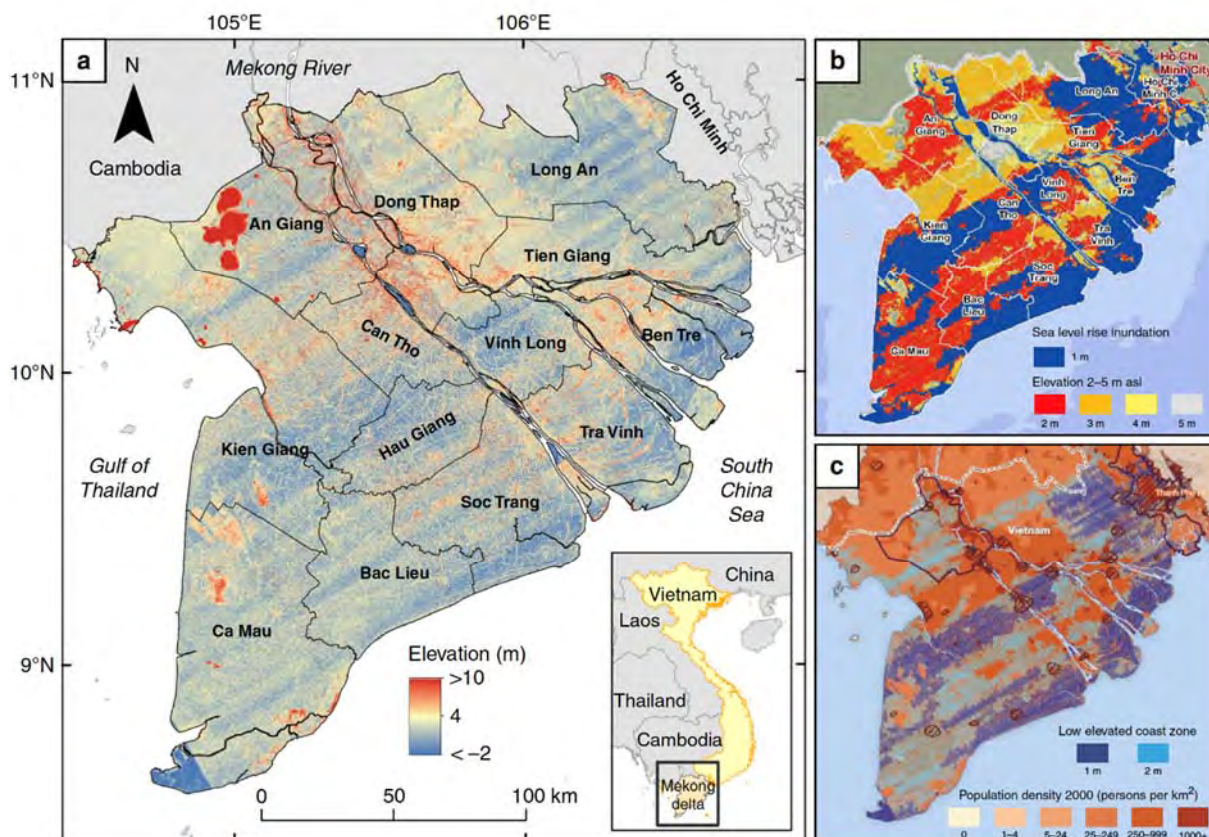 105°E
106°E
a
N
Mekong River
11°N
Cambodia
Ho Chi Minh
Long An
Dong Thap
An Giang
Tien Giang
Can Tho
Vinh Long
Ben Tre
10°N
Kien Giang
Hau Giang
Tra Vinh
Gulf of
Thailand
Soc Trang
South
China
Sea
Bac Lieu
Ca Mau
9°N
Elevation (m)
>10
4
< −2
0
50
100 km
China
Vietnam
Laos
Thailand
Cambodia
Mekong
delta
b
Ho Chi
Minh City
Ho Chi
Minh C.
Long An
An
Giang
Dong
Thap
Tien
Giang
Ben
Tre
Vinh
Long
Can
Tho
Kien
Giang
Tra
Vinh
Soc
Trang
Bac
Lieu
Ca Mau
Sea level rise inundation
1 m
Elevation 2–5 m asl
2 m
3 m
4 m
5 m
c
Vietnam
Low elevated coast zone
1 m
2 m
Population density 2000 (persons per km²)
0
1–4
5–24
25–249
250–999
1000+